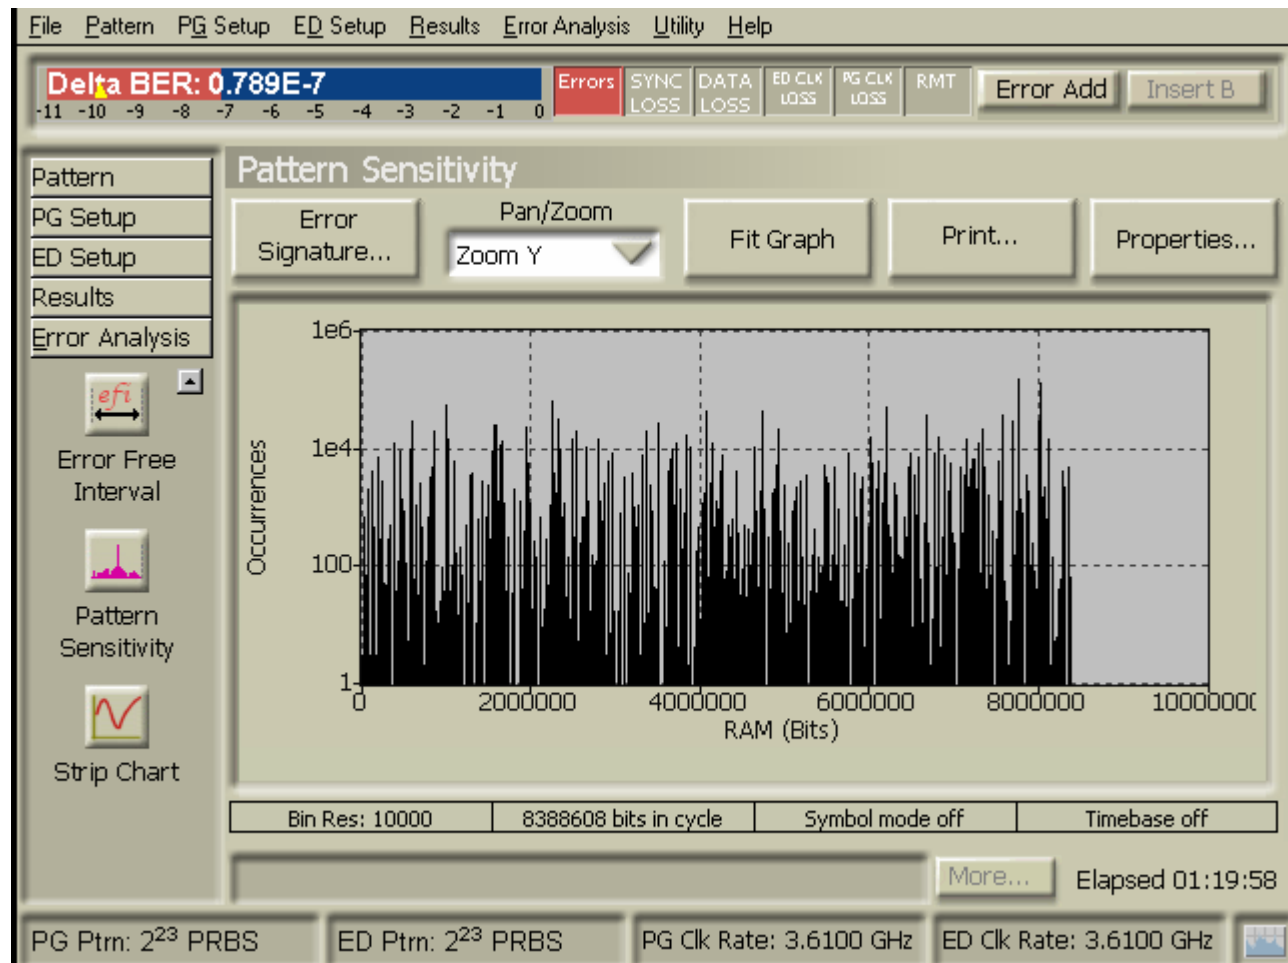 File Pattern PG Setup ED Setup Results Error Analysis Utility Help
Delta BER: 0.789E-7
-11 -10 -9 -8 -7 -6 -5 -4 -3 -2 -1 0
Errors
SYNC LOSS
DATA LOSS
ED CLK LOSS
PG CLK LOSS
RMT
Error Add
Insert B
Pattern
PG Setup
ED Setup
Results
Error Analysis
efi
Error Free
Interval
Pattern
Sensitivity
Strip Chart
Pattern Sensitivity
Error
Signature...
Pan/Zoom
Zoom Y
Fit Graph
Print...
Properties...
1e6
1e4
100
1
Occurrences
0 2000000 4000000 6000000 8000000 10000000
RAM (Bits)
Bin Res: 10000
8388608 bits in cycle
Symbol mode off
Timebase off
More...
Elapsed 01:19:58
PG Ptrn: 2²³ PRBS
ED Ptrn: 2²³ PRBS
PG Clk Rate: 3.6100 GHz
ED Clk Rate: 3.6100 GHz